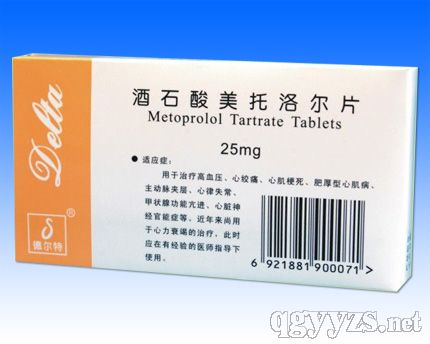 Delta
δ®
德尔特
酒石酸美托洛尔片
Metoprolol Tartrate Tablets
25mg
● 适应症:
用于治疗高血压、心绞痛、心肌梗死、肥厚型心肌病、
主动脉夹层、心律失常、
甲状腺功能亢进、心脏神
经官能症等、近年来尚用
于心力衰竭的治疗,此时
应在有经验的医师指导下
使用。
6 921881 900071 >
qgyyzs.net